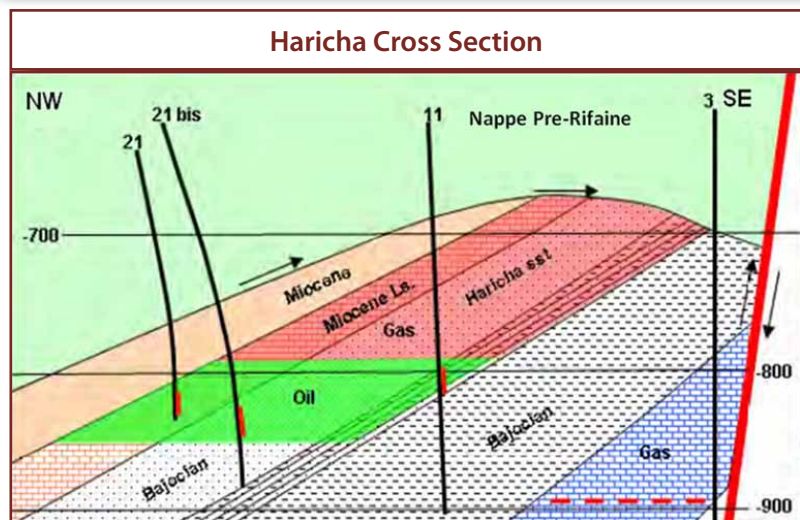 Haricha Cross Section
NW
21 bis
21
11
Nappe Pre-Rifaine
3
SE
-700
Miocene
Miocene Ls.
Haricha sst
Gas
-800
Oil
Bajocian
Bajocian
Gas
-900